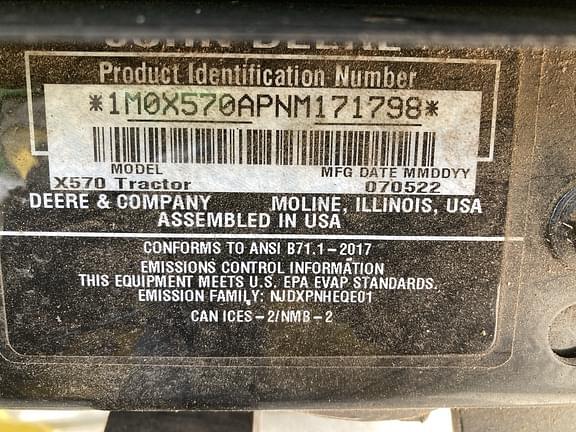 JOHN DEERE
Product Identification Number
*1M0X570APNM171798*
MODEL MFG DATE MMDDYY
X570 Tractor 070522
DEERE & COMPANY MOLINE, ILLINOIS, USA
ASSEMBLED IN USA
CONFORMS TO ANSI B71.1-2017
EMISSIONS CONTROL INFORMATION
THIS EQUIPMENT MEETS U.S. EPA EVAP STANDARDS.
EMISSION FAMILY: NJDXPNHEQE01
CAN ICES-2/NMB-2